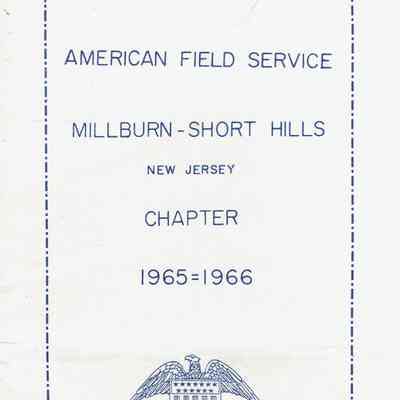 AMERICAN FIELD SERVICE
MILLBURN-SHORT HILLS
NEW JERSEY
CHAPTER
1965=1966